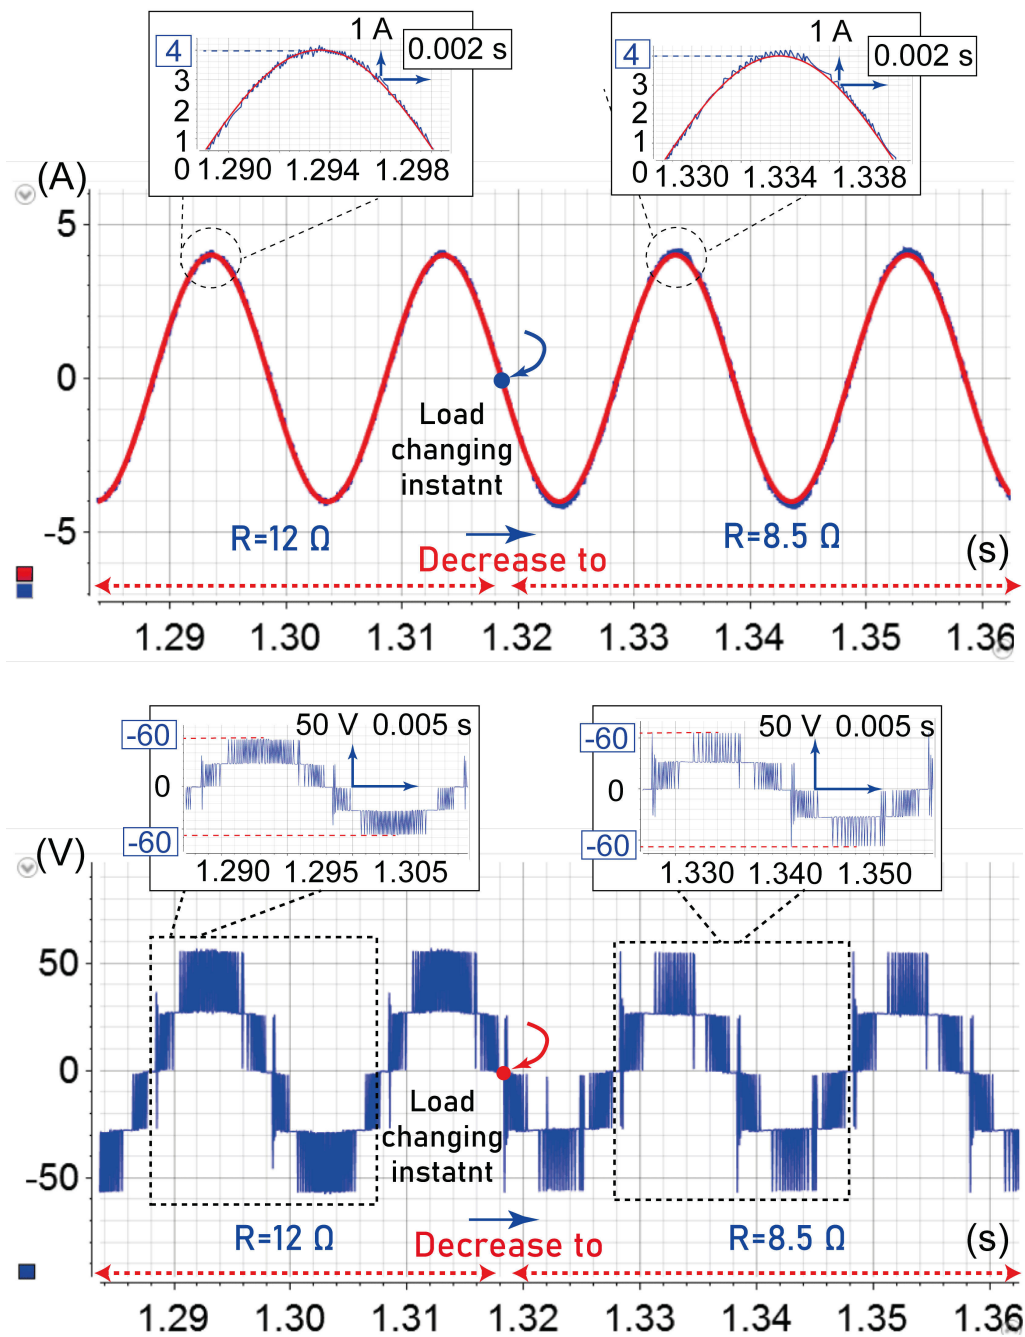 1 A
4
0.002 s
3
2
1
0 1.290 1.294 1.298
1 A
4
0.002 s
3
2
1
0 1.330 1.334 1.338
(A)
5
0
-5
Load
changing
instatnt
R=12 Ω
R=8.5 Ω
Decrease to
(s)
1.29 1.30 1.31 1.32 1.33 1.34 1.35 1.36
50 V 0.005 s
-60
0
-60
1.290 1.295 1.305
50 V 0.005 s
-60
0
-60
1.330 1.340 1.350
(V)
50
0
-50
Load
changing
instatnt
R=12 Ω
R=8.5 Ω
Decrease to
(s)
1.29 1.30 1.31 1.32 1.33 1.34 1.35 1.36